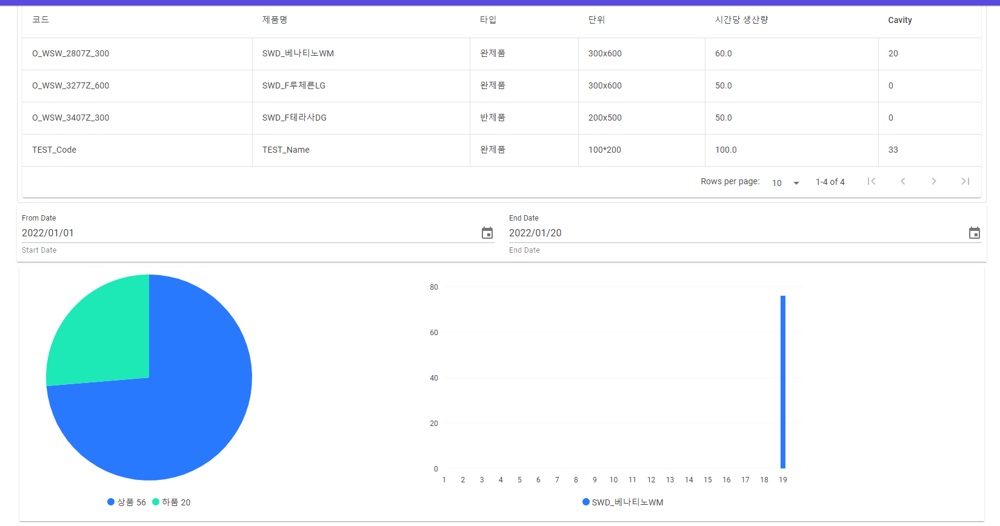 코드 제품명 타입 단위 시간당 생산량 Cavity
O_WSW_2807Z_300 SWD_베나티노WM 완제품 300x600 60.0 20
O_WSW_3277Z_600 SWD_F루체른LG 완제품 300x600 50.0 0
O_WSW_3407Z_300 SWD_F테라사DG 반제품 200x500 50.0 0
TEST_Code TEST_Name 완제품 100*200 100.0 33
Rows per page: 10 1-4 of 4
From Date End Date
2022/01/01 2022/01/20
Start Date End Date
80
60
40
20
0
1 2 3 4 5 6 7 8 9 10 11 12 13 14 15 16 17 18 19
상품 56 하품 20 SWD_베나티노WM